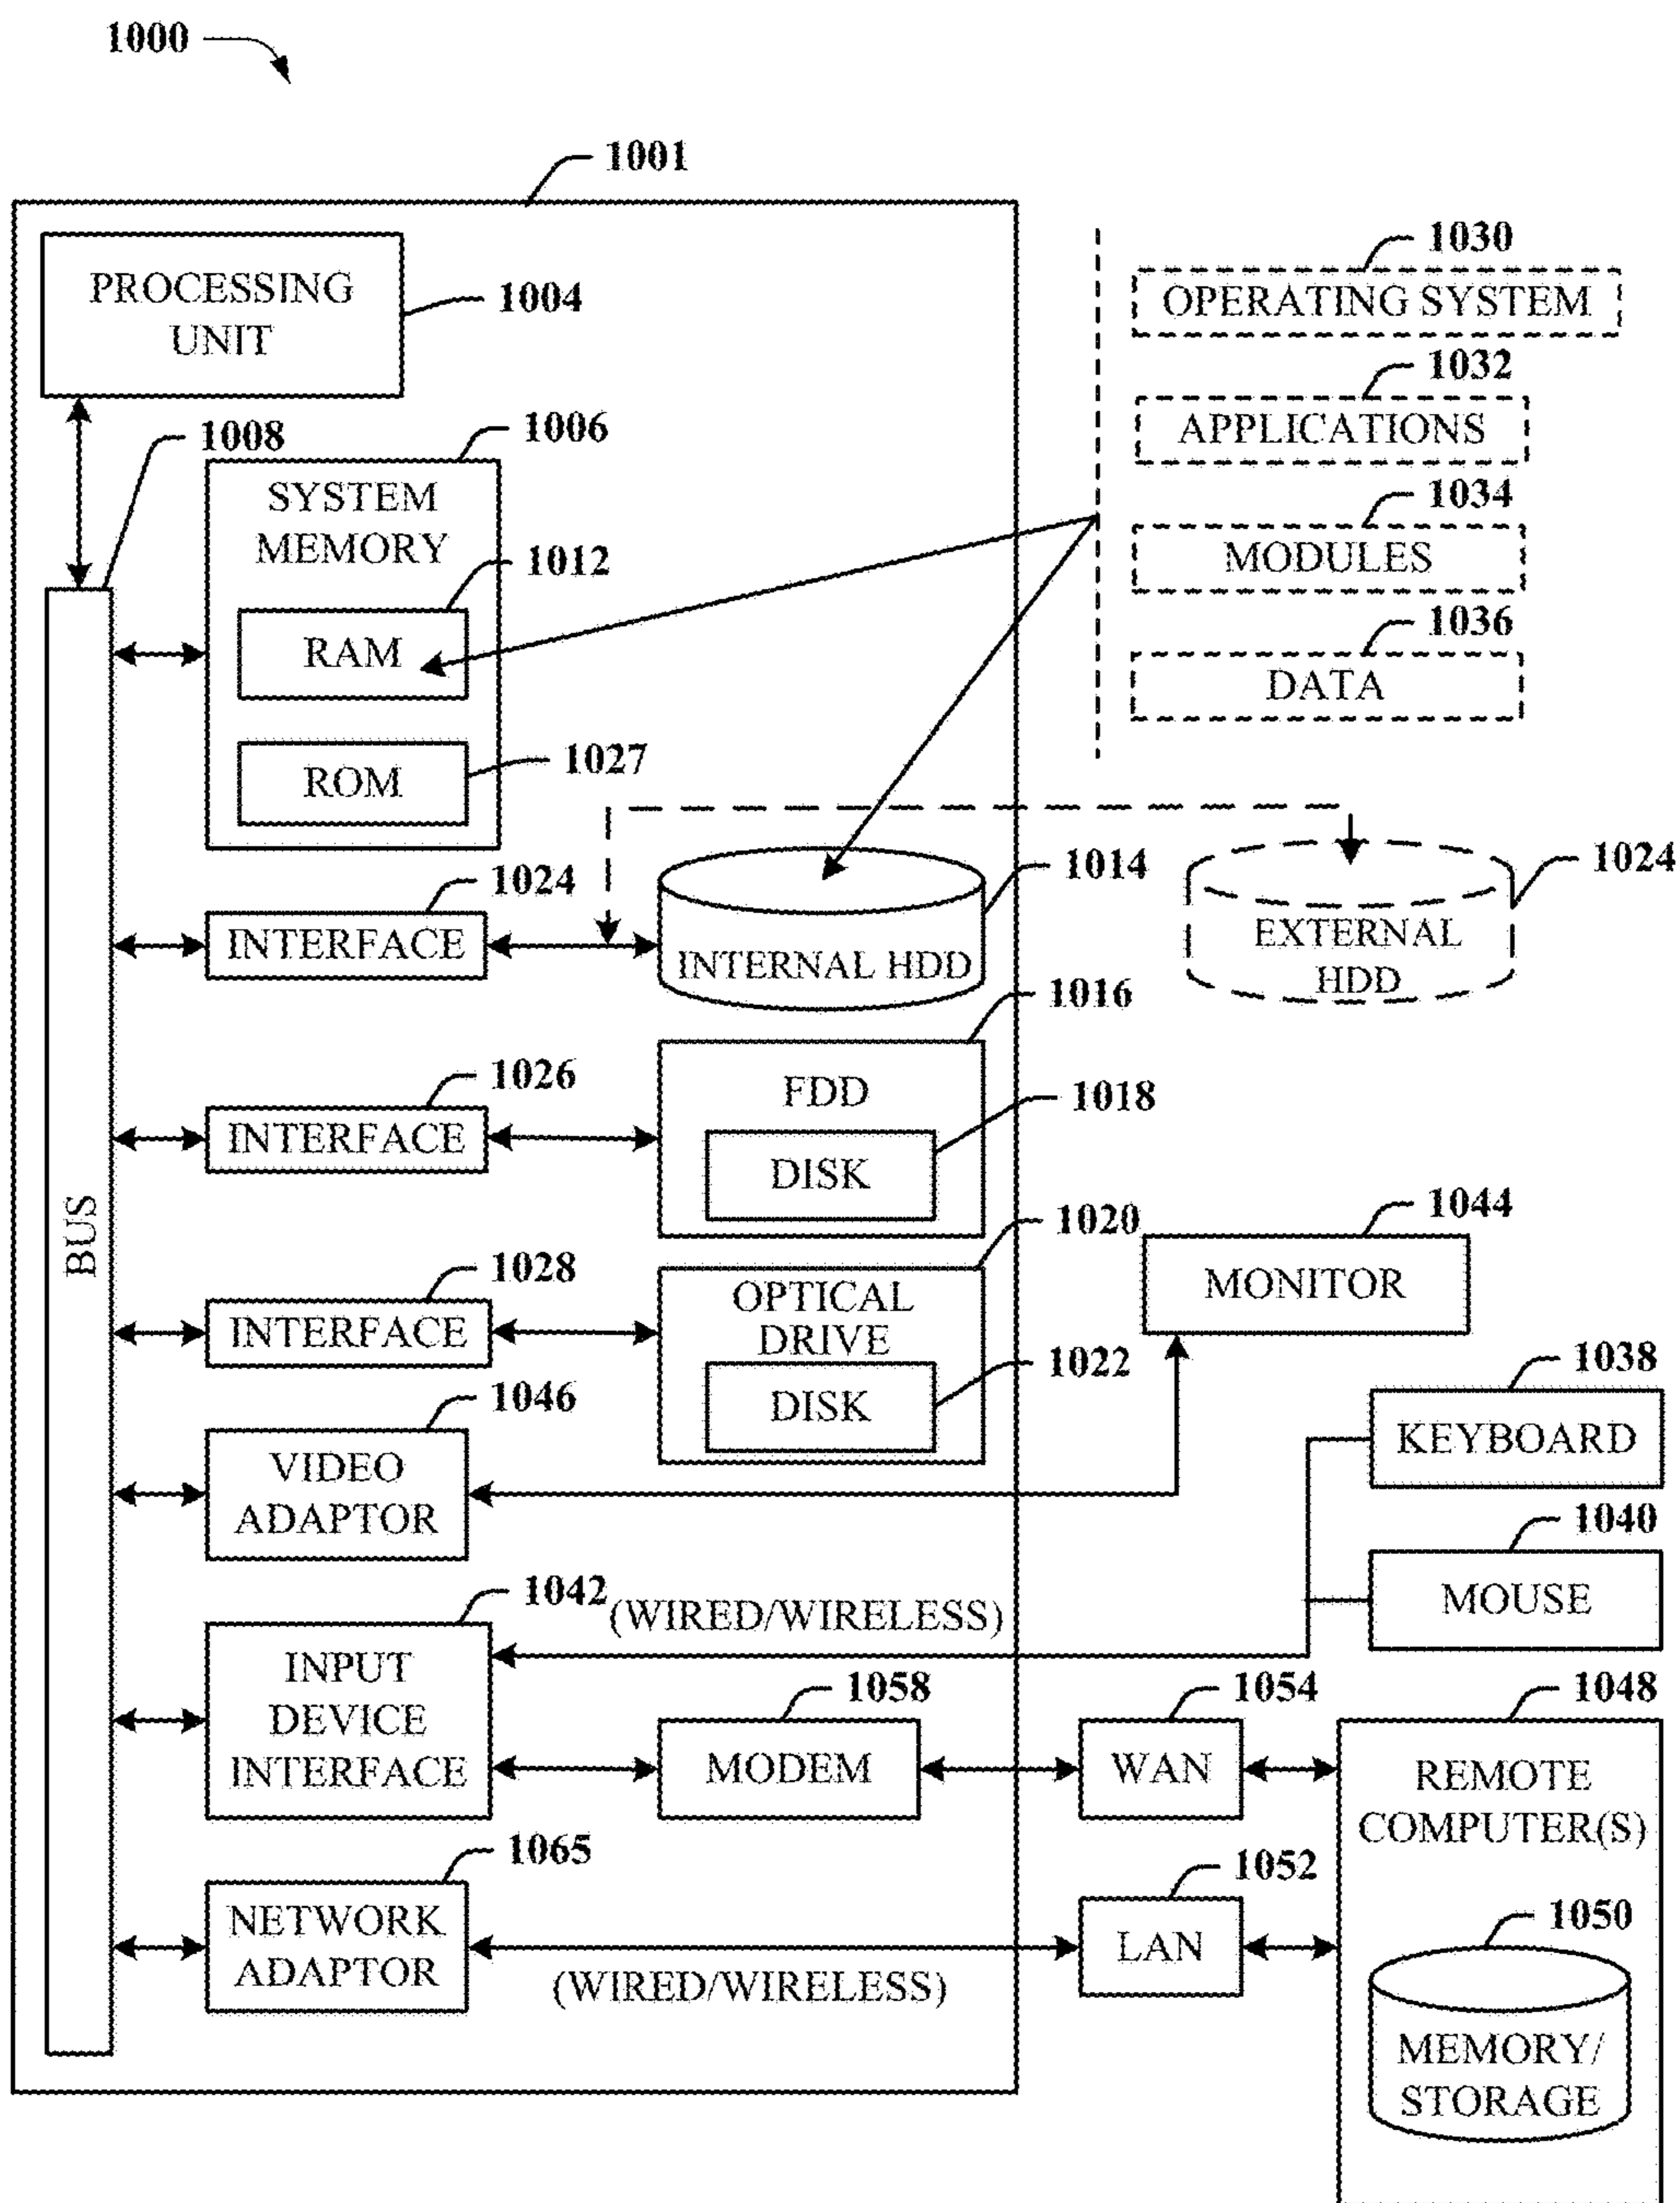 1000
1001
PROCESSING
UNIT
1004
1008
1006
SYSTEM
MEMORY
1012
RAM
ROM
1027
1030
OPERATING SYSTEM
1032
APPLICATIONS
1034
MODULES
1036
DATA
BUS
1024
INTERFACE
1014
INTERNAL HDD
1024
EXTERNAL
HDD
1026
INTERFACE
1016
FDD
1018
DISK
1028
INTERFACE
1020
OPTICAL
DRIVE
1022
DISK
1044
MONITOR
1046
VIDEO
ADAPTOR
1038
KEYBOARD
1040
MOUSE
1042
(WIRED/WIRELESS)
INPUT
DEVICE
INTERFACE
1058
MODEM
1054
WAN
1048
REMOTE
COMPUTER(S)
1065
NETWORK
ADAPTOR
(WIRED/WIRELESS)
1052
LAN
1050
MEMORY/
STORAGE